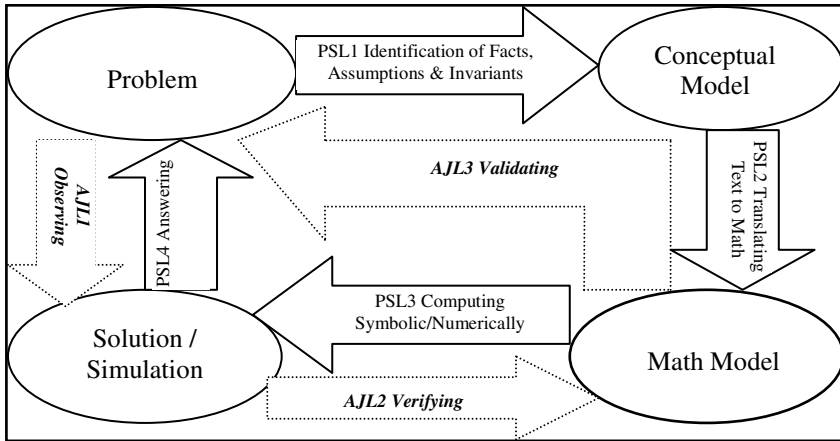 Problem
PSL1 Identification of Facts,
Assumptions & Invariants
Conceptual
Model
AJL1
Observing
PSL4 Answering
AJL3 Validating
PSL2 Translating
Text to Math
Solution /
Simulation
PSL3 Computing
Symbolic/Numerically
Math Model
AJL2 Verifying